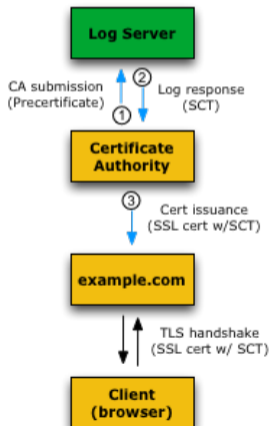 Log Server
CA submission
(Precertificate)
①
②
Log response
(SCT)
Certificate
Authority
③
Cert issuance
(SSL cert w/SCT)
example.com
TLS handshake
(SSL cert w/ SCT)
Client
(browser)